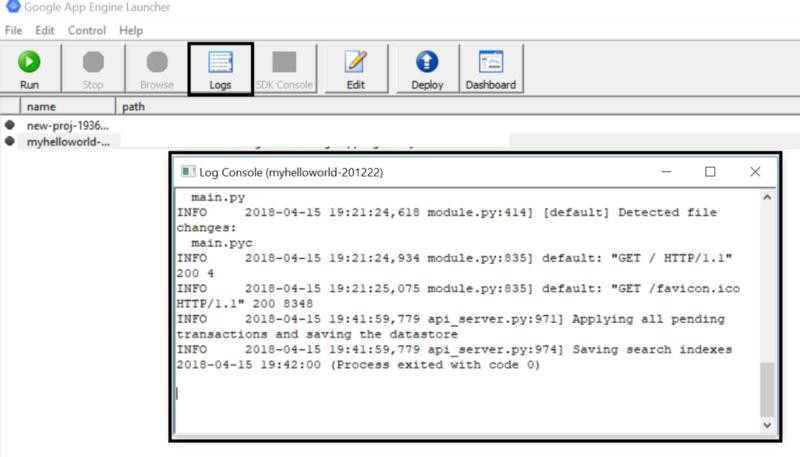 Google App Engine Launcher
File Edit Control Help
Run Stop Browse Logs SDK Console Edit Deploy Dashboard
name path
new-proj-1936...
myhelloworld-...
Log Console (myhelloworld-201222)
main.py
INFO 2018-04-15 19:21:24,618 module.py:414] [default] Detected file
changes:
main.pyc
INFO 2018-04-15 19:21:24,934 module.py:835] default: "GET / HTTP/1.1"
200 4
INFO 2018-04-15 19:21:25,075 module.py:835] default: "GET /favicon.ico
HTTP/1.1" 200 8348
INFO 2018-04-15 19:41:59,779 api_server.py:971] Applying all pending
transactions and saving the datastore
INFO 2018-04-15 19:41:59,779 api_server.py:974] Saving search indexes
2018-04-15 19:42:00 (Process exited with code 0)